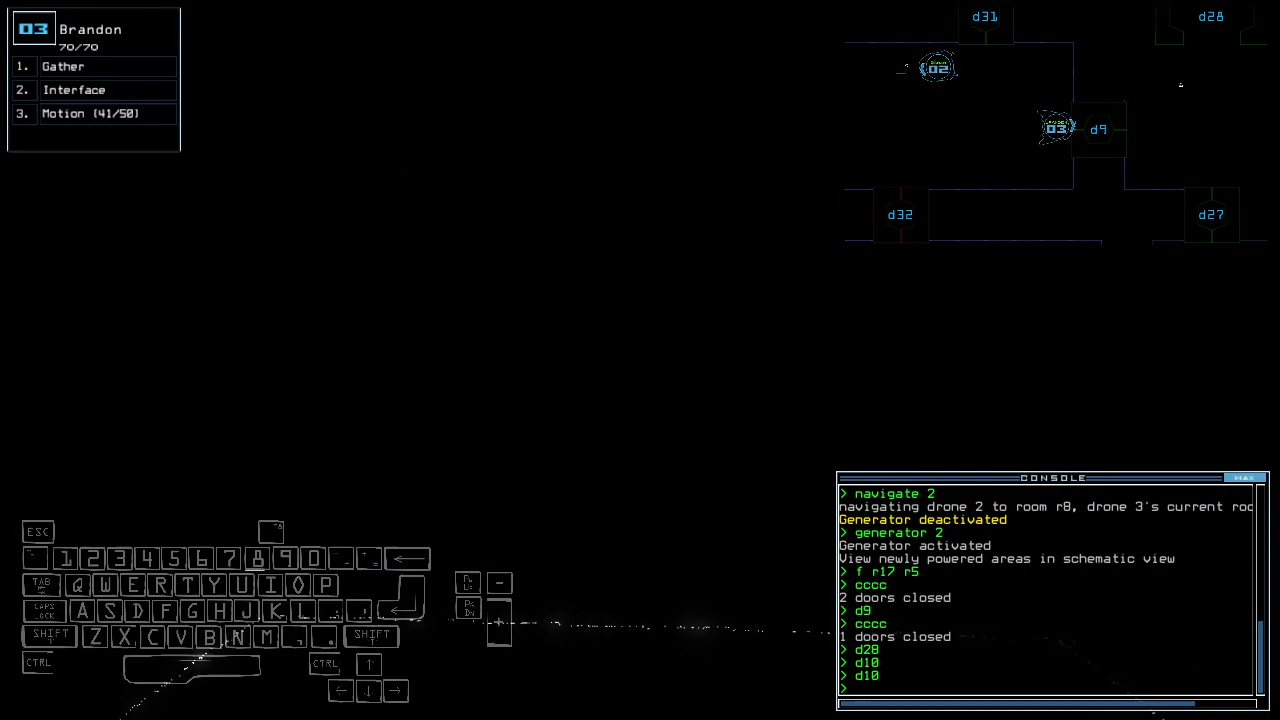 03 Brandon
70/70
1. Gather
2. Interface
3. Motion (41/50)
d31
d28
02
03
d9
d32
d27
CONSOLE
MAX
> navigate 2
navigating drone 2 to room r8, drone 3's current roo
Generator deactivated
> generator 2
Generator activated
View newly powered areas in schematic view
> f r17 r5
> cccc
2 doors closed
> d9
> cccc
1 doors closed
> d28
> d10
> d10
>
ESC
1 2 3 4 5 6 7 8 9 0
TAB Q W E R T Y U I O P
CAPS LOCK A S D F G H J K L
SHIFT Z X C V B N M , . SHIFT
CTRL CTRL